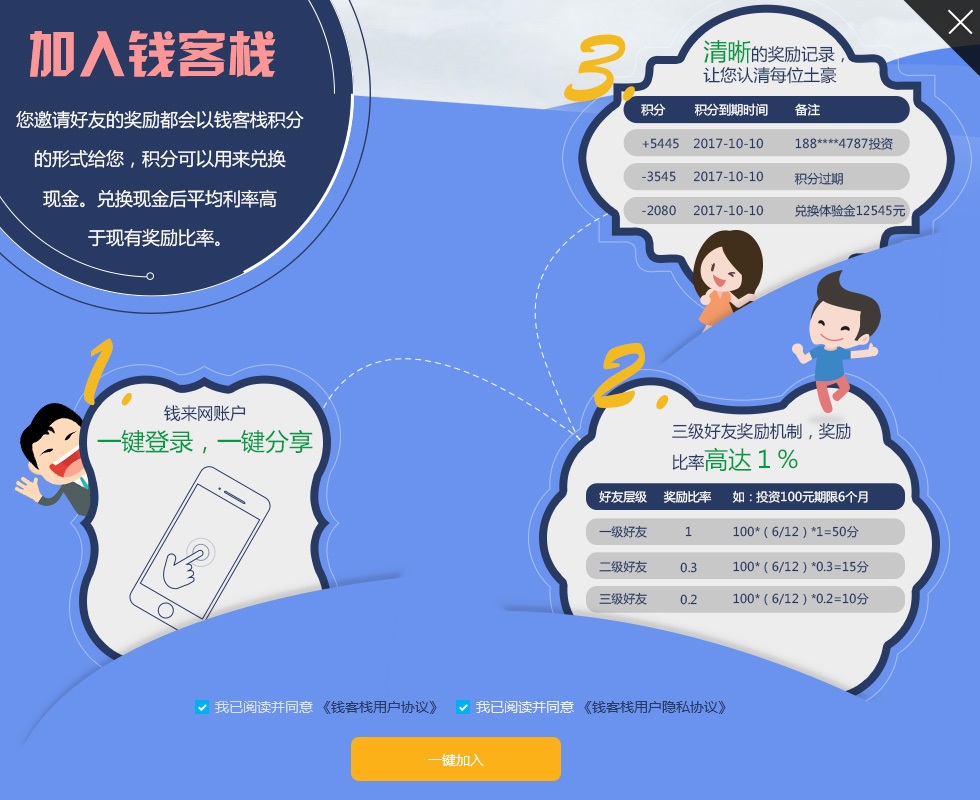 加入钱客栈
您邀请好友的奖励都会以钱客栈积分
的形式给您，积分可以用来兑换
现金。兑换现金后平均利率高
于现有奖励比率。
1.
钱来网账户
一键登录，一键分享
2.
三级好友奖励机制，奖励
比率高达１％
好友层级 奖励比率 如：投资100元期限6个月
一级好友 1 100*（6/12）*1=50分
二级好友 0.3 100*（6/12）*0.3=15分
三级好友 0.2 100*（6/12）*0.2=10分
3.
清晰的奖励记录，
让您认清每位土豪
积分 积分到期时间 备注
+5445 2017-10-10 188****4787投资
-3545 2017-10-10 积分过期
-2080 2017-10-10 兑换体验金12545元
我已阅读并同意 《钱客栈用户协议》 我已阅读并同意 《钱客栈用户隐私协议》
一键加入